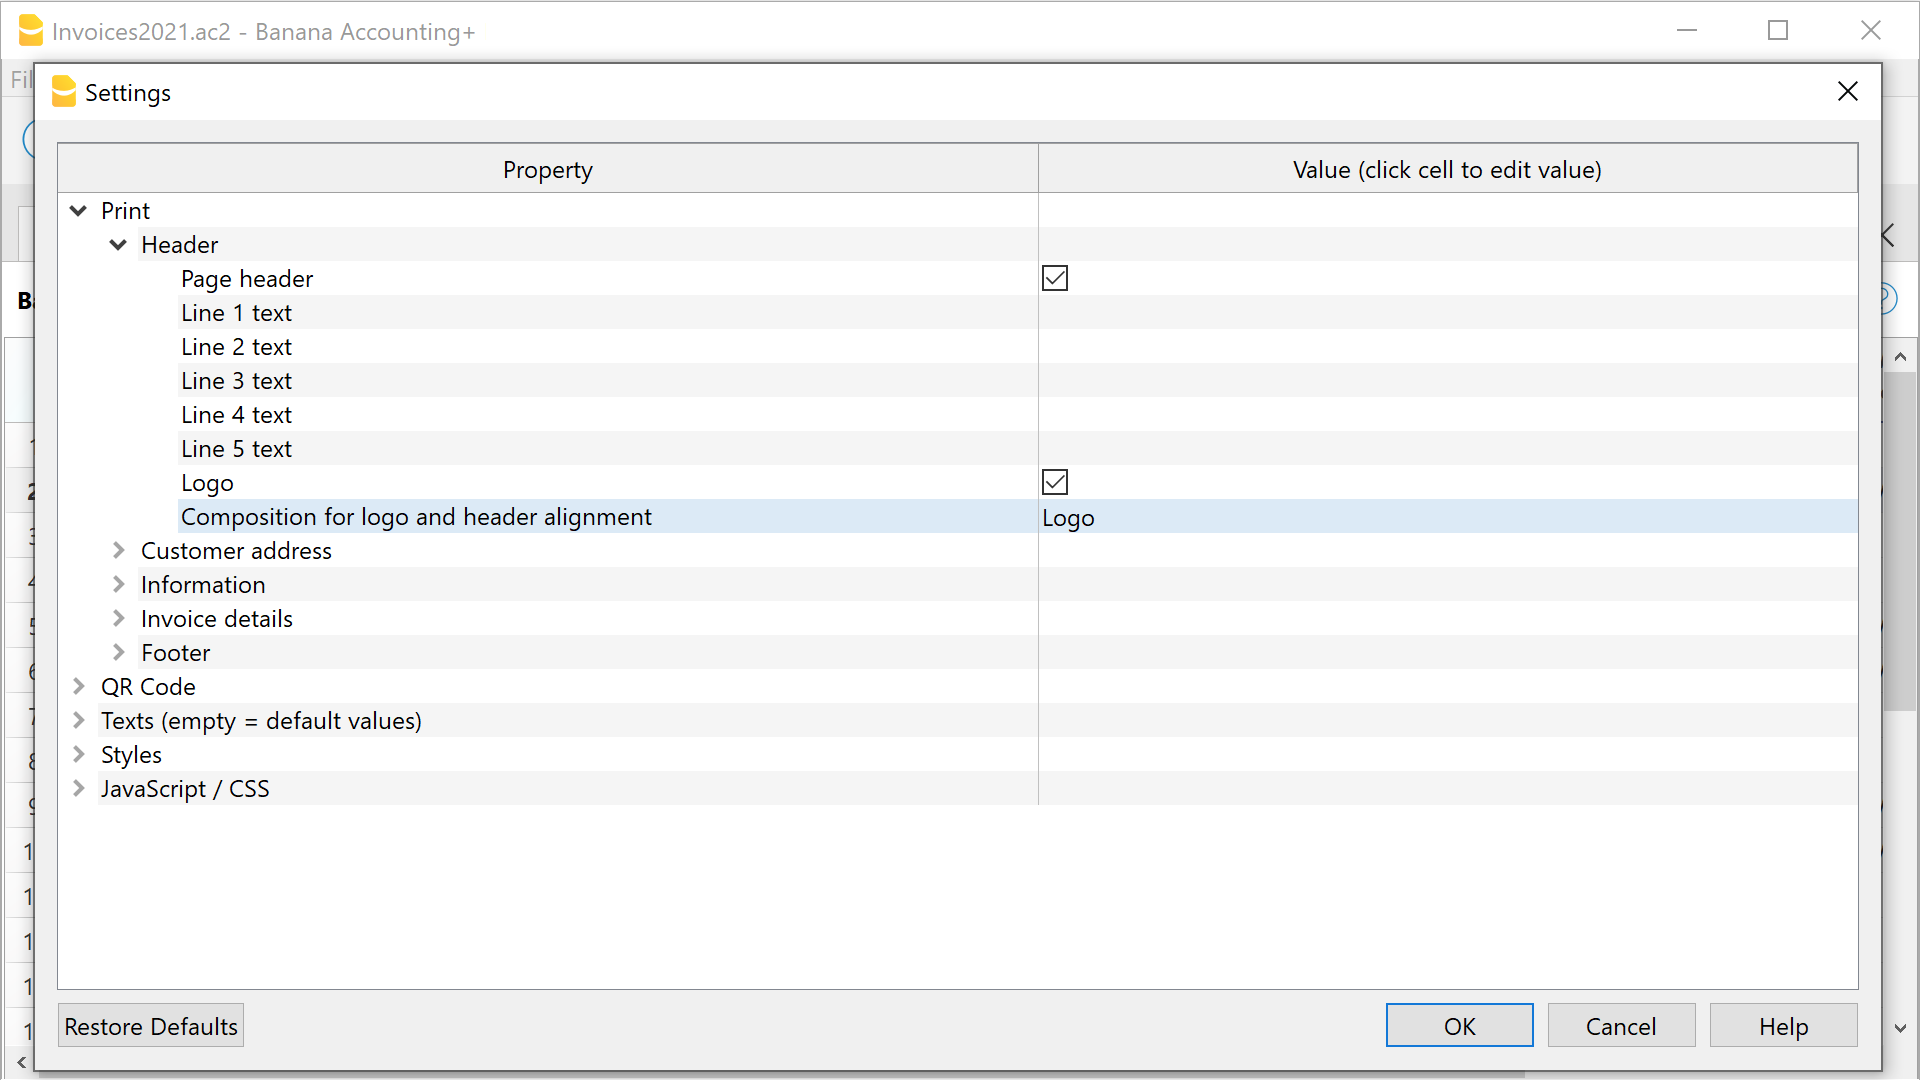 Invoices2021.ac2 - Banana Accounting+
Settings
Property
Value (click cell to edit value)
Print
Header
Page header
Line 1 text
Line 2 text
Line 3 text
Line 4 text
Line 5 text
Logo
Composition for logo and header alignment
Logo
Customer address
Information
Invoice details
Footer
QR Code
Texts (empty = default values)
Styles
JavaScript / CSS
Restore Defaults
OK
Cancel
Help